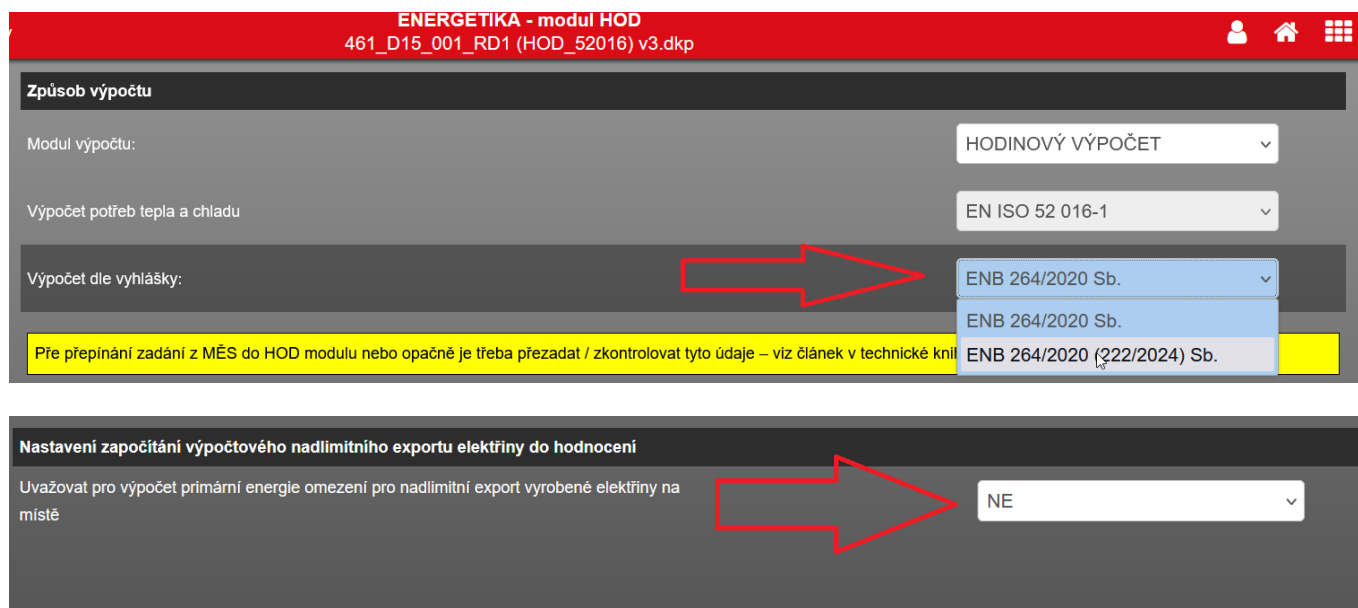 ENERGETIKA - modul HOD
461_D15_001_RD1 (HOD_52016) v3.dkp
Způsob výpočtu
Modul výpočtu:
HODINOVÝ VÝPOČET
Výpočet potřeb tepla a chladu
EN ISO 52 016-1
Výpočet dle vyhlášky:
ENB 264/2020 Sb.
ENB 264/2020 Sb.
Pře přepínání zadání z MĚS do HOD modulu nebo opačně je třeba přezadat / zkontrolovat tyto údaje – viz článek v technické
ENB 264/2020 (222/2024) Sb.
Nastavení započítání výpočtového nadlimitního exportu elektřiny do hodnocení
Uvažovat pro výpočet primární energie omezení pro nadlimitní export vyrobené elektřiny na
místě
NE